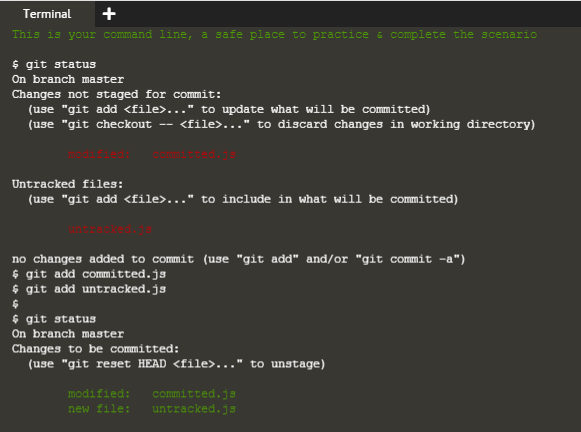 Terminal +
This is your command line, a safe place to practice & complete the scenario
$ git status
On branch master
Changes not staged for commit:
(use "git add <file>..." to update what will be committed)
(use "git checkout -- <file>..." to discard changes in working directory)
modified: committed.js
Untracked files:
(use "git add <file>..." to include in what will be committed)
untracked.js
no changes added to commit (use "git add" and/or "git commit -a")
$ git add committed.js
$ git add untracked.js
$
$ git status
On branch master
Changes to be committed:
(use "git reset HEAD <file>..." to unstage)
modified: committed.js
new file: untracked.js